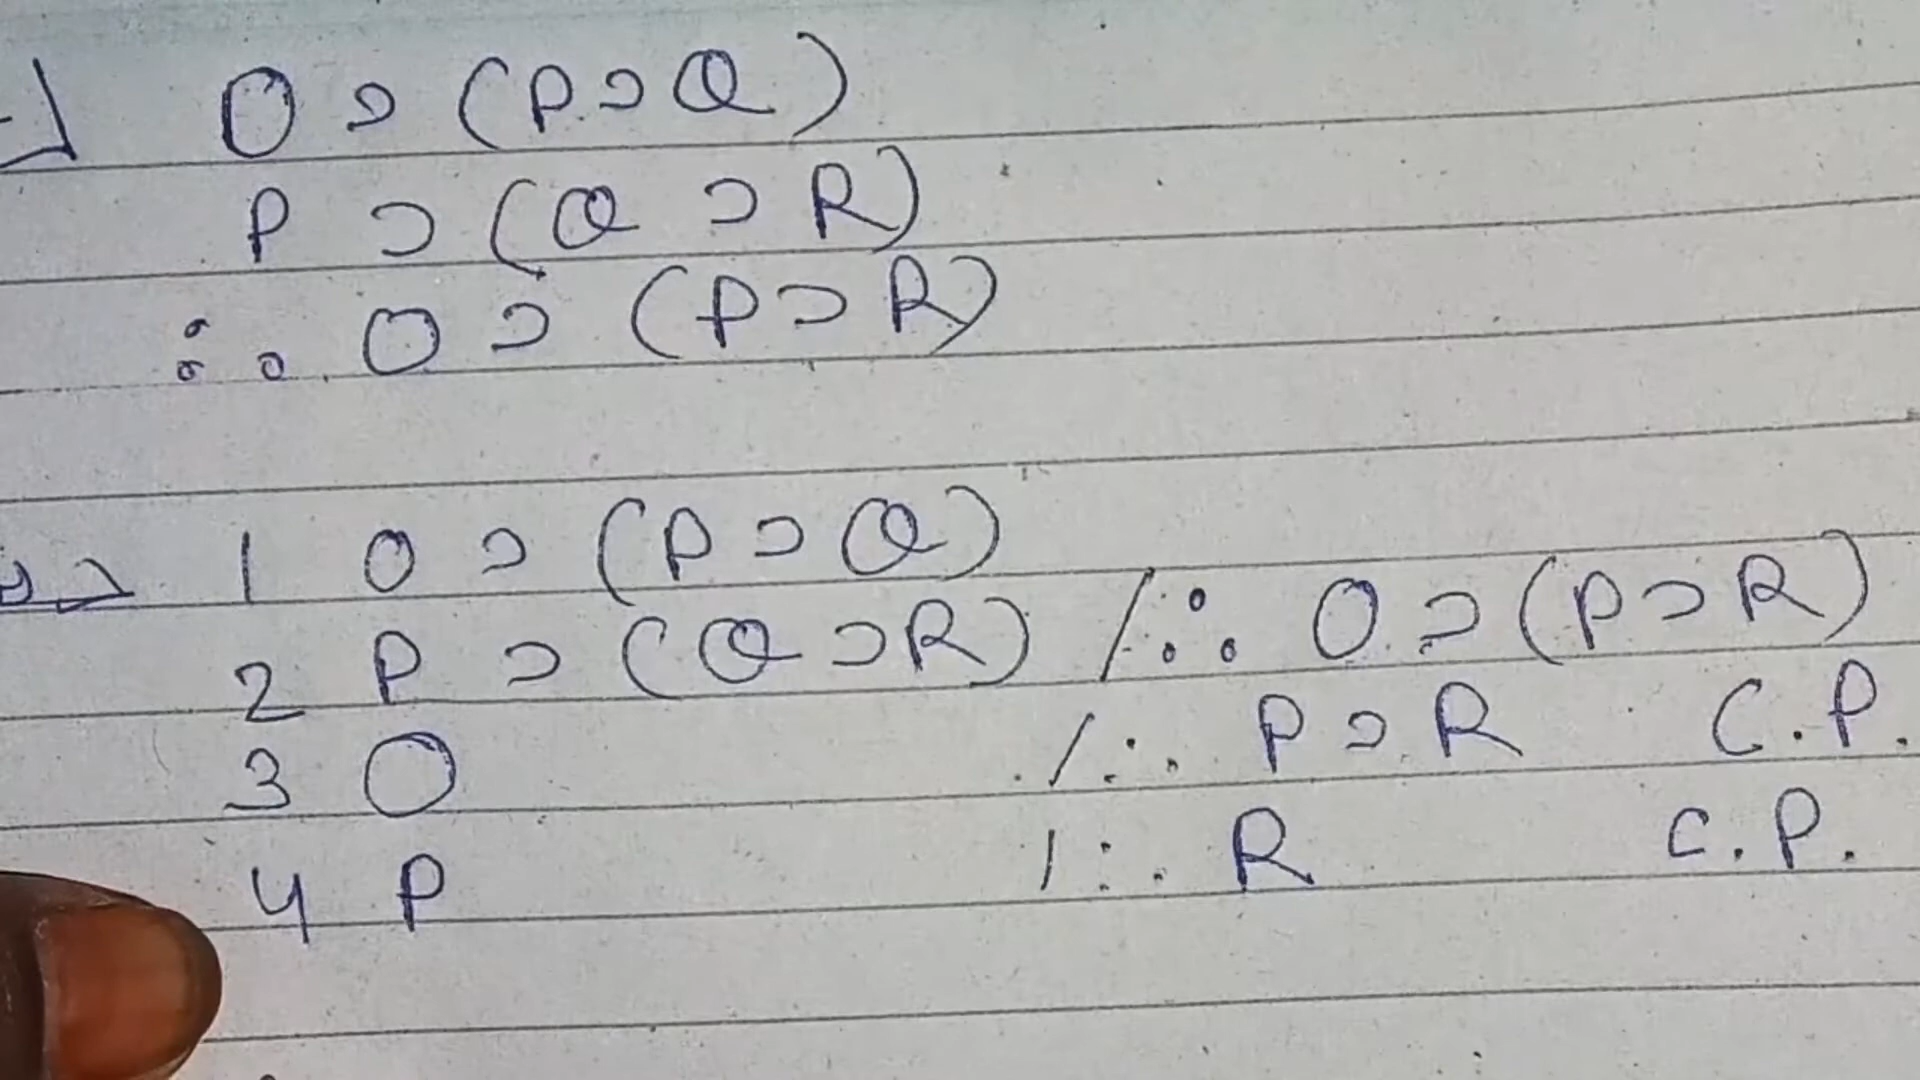 O ⊃ (P ⊃ Q)
P ⊃ (Q ⊃ R)
∴ O ⊃ (P ⊃ R)
1 O ⊃ (P ⊃ Q)
2 P ⊃ (Q ⊃ R) /∴ O ⊃ (P ⊃ R)
3 O /∴ P ⊃ R C.P.
4 P /∴ R C.P.